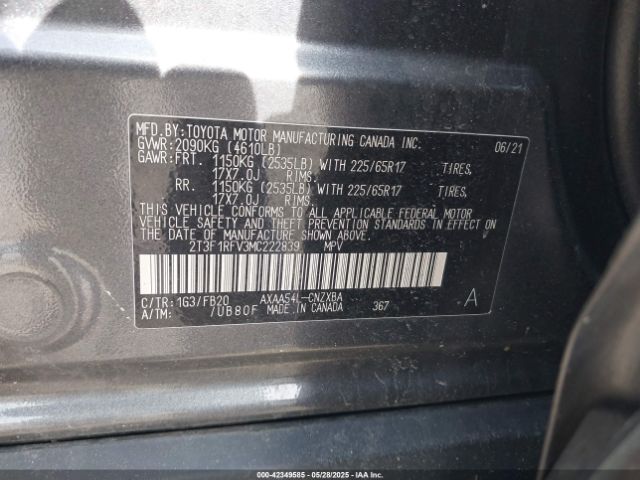 MFD.BY:TOYOTA MOTOR MANUFACTURING CANADA INC. 06/21
GVWR:2090KG (4610LB)
GAWR:FRT. 1150KG (2535LB) WITH 225/65R17 TIRES,
17X7.0J RIMS,
RR. 1150KG (2535LB) WITH 225/65R17 TIRES,
17X7.0J RIMS,
THIS VEHICLE CONFORMS TO ALL APPLICABLE FEDERAL MOTOR
VEHICLE SAFETY AND THEFT PREVENTION STANDARDS IN EFFECT ON
THE DATE OF MANUFACTURE SHOWN ABOVE.
2T3F1RFV3MC222839 MPV
C/TR:1G3/FB20 AXAA54L-CNZXBA A
A/TM: /UB80F MADE IN CANADA 367
000-42349585 | 05/28/2025 | IAA, Inc.